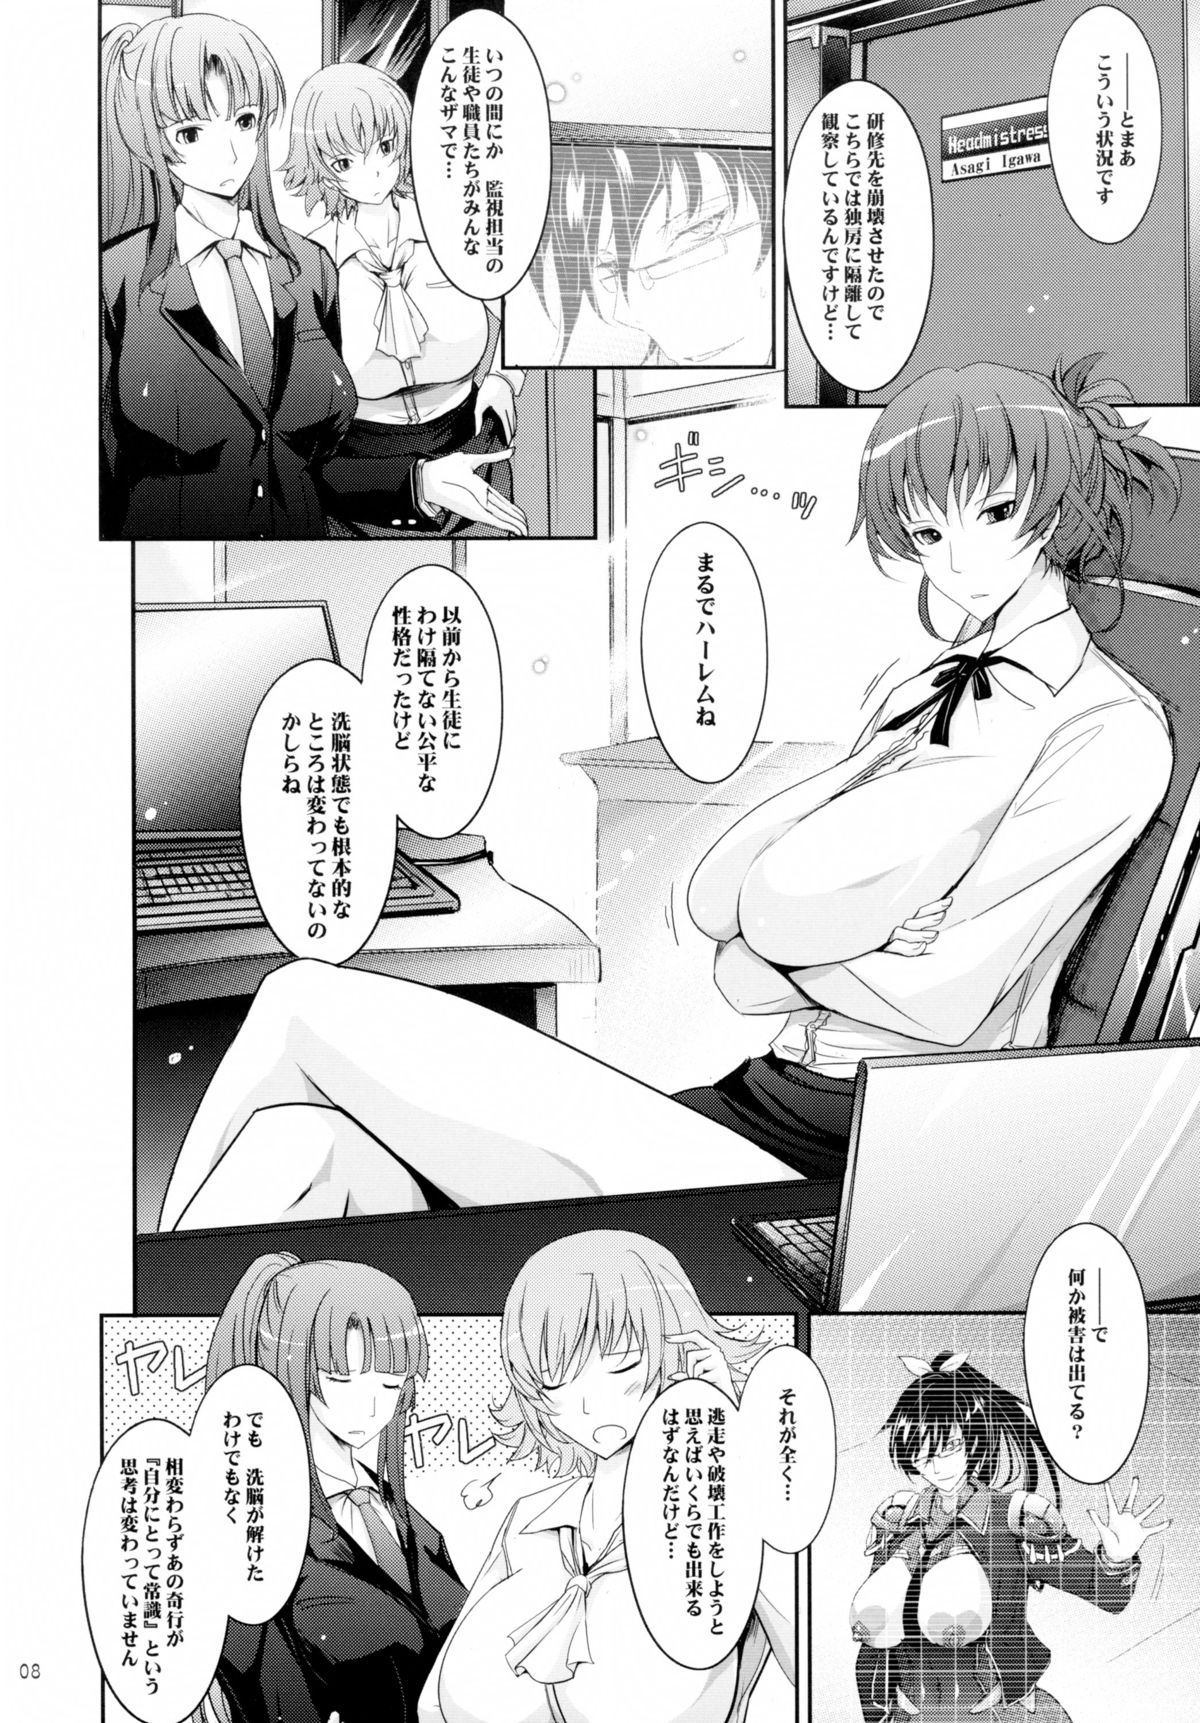 ――とまあ
こういう状況です
Headmistress
Asagi Igawa
研修先を崩壊させたので
こちらでは独房に隔離して
観察しているんですけど…
いつの間にか　監視担当の
生徒や職員たちがみんな
こんなザマで…
ギシ…ッ
まるでハーレムね
以前から生徒に
わけ隔てない公平な
性格だったけど
洗脳状態でも根本的な
ところは変わってないの
かしらね
――で
何か被害は出てる？
それが全く…
逃走や破壊工作をしようと
思えばいくらでも出来る
はずなんだけど…
ヤレ
ヤレ
でも　洗脳が解けた
わけでもなく
相変わらずあの奇行が
『自分にとって常識』という
思考は変わっていません
08